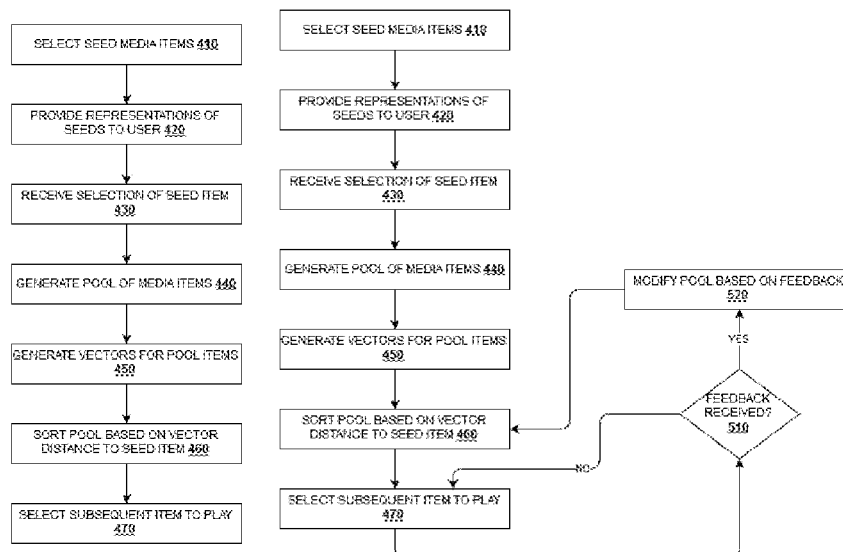 SELECT SEED MEDIA ITEMS 410
PROVIDE REPRESENTATIONS OF
SEEDS TO USER 420
RECEIVE SELECTION OF SEED ITEM
430
GENERATE POOL OF MEDIA ITEMS 440
GENERATE VECTORS FOR POOL ITEMS
450
SORT POOL BASED ON VECTOR
DISTANCE TO SEED ITEM 460
SELECT SUBSEQUENT ITEM TO PLAY
470
SELECT SEED MEDIA ITEMS 410
PROVIDE REPRESENTATIONS OF
SEEDS TO USER 420
RECEIVE SELECTION OF SEED ITEM
430
GENERATE POOL OF MEDIA ITEMS 440
GENERATE VECTORS FOR POOL ITEMS
450
SORT POOL BASED ON VECTOR
DISTANCE TO SEED ITEM 460
SELECT SUBSEQUENT ITEM TO PLAY
470
MODIFY POOL BASED ON FEEDBACK
520
YES
FEEDBACK
RECEIVED?
510
NO